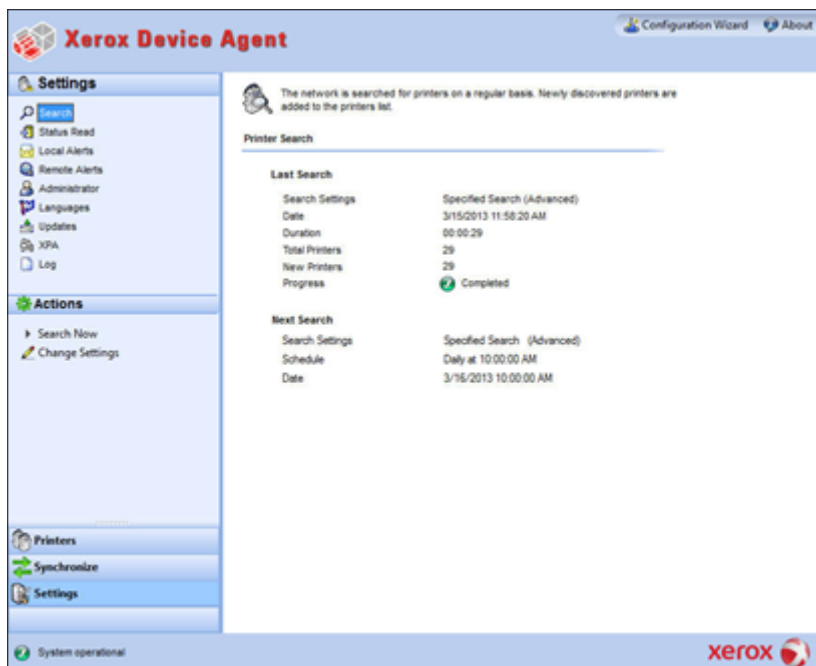 Xerox Device Agent
Configuration Wizard About
Settings
Search
Status Read
Local Alerts
Remote Alerts
Administrator
Languages
Updates
XPA
Log
Actions
Search Now
Change Settings
Printers
Synchronize
Settings
The network is searched for printers on a regular basis. Newly discovered printers are
added to the printers list.
Printer Search
Last Search
Search Settings Specified Search (Advanced)
Date 3/15/2013 11:58:20 AM
Duration 00:00:29
Total Printers 29
New Printers 29
Progress Completed
Next Search
Search Settings Specified Search (Advanced)
Schedule Daily at 10:00:00 AM
Date 3/16/2013 10:00:00 AM
System operational
xerox